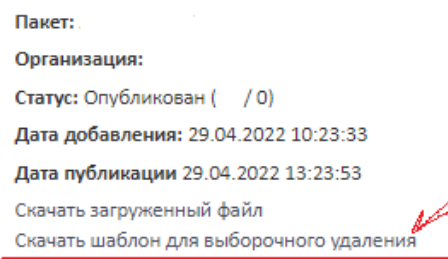 Пакет:
Организация:
Статус: Опубликован ( / 0)
Дата добавления: 29.04.2022 10:23:33
Дата публикации 29.04.2022 13:23:53
Скачать загруженный файл
Скачать шаблон для выборочного удаления